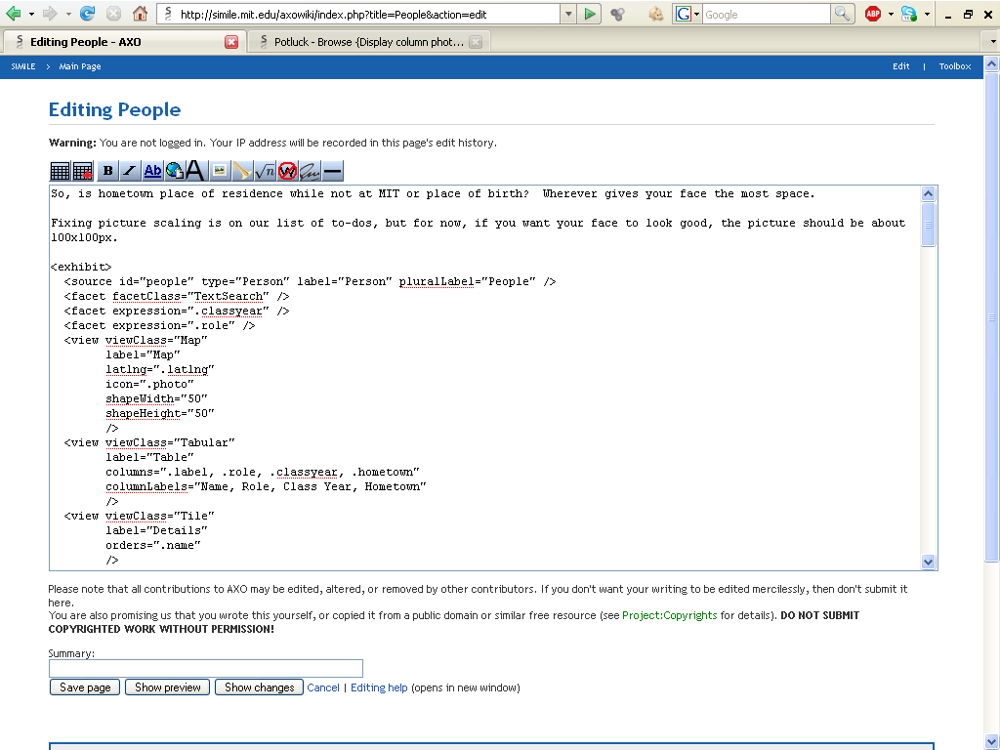 http://simile.mit.edu/axowiki/index.php?title=People&action=edit
G
Google
ABP
Editing People - AXO
Potluck - Browse {Display column phot...
SIMILE > Main Page
Edit | Toolbox
Editing People
Warning: You are not logged in. Your IP address will be recorded in this page's edit history.
B I Ab A √n W
So, is hometown place of residence while not at MIT or place of birth?  Wherever gives your face the most space.
Fixing picture scaling is on our list of to-dos, but for now, if you want your face to look good, the picture should be about
100x100px.
<exhibit>
<source id="people" type="Person" label="Person" pluralLabel="People" />
<facet facetClass="TextSearch" />
<facet expression=".classyear" />
<facet expression=".role" />
<view viewClass="Map"
label="Map"
latlng=".latlng"
icon=".photo"
shapeWidth="50"
shapeHeight="50"
/>
<view viewClass="Tabular"
label="Table"
columns=".label, .role, .classyear, .hometown"
columnLabels="Name, Role, Class Year, Hometown"
/>
<view viewClass="Tile"
label="Details"
orders=".name"
/>
Please note that all contributions to AXO may be edited, altered, or removed by other contributors. If you don't want your writing to be edited mercilessly, then don't submit it
here.
You are also promising us that you wrote this yourself, or copied it from a public domain or similar free resource (see Project:Copyrights for details). DO NOT SUBMIT
COPYRIGHTED WORK WITHOUT PERMISSION!
Summary:
Save page
Show preview
Show changes
Cancel | Editing help (opens in new window)